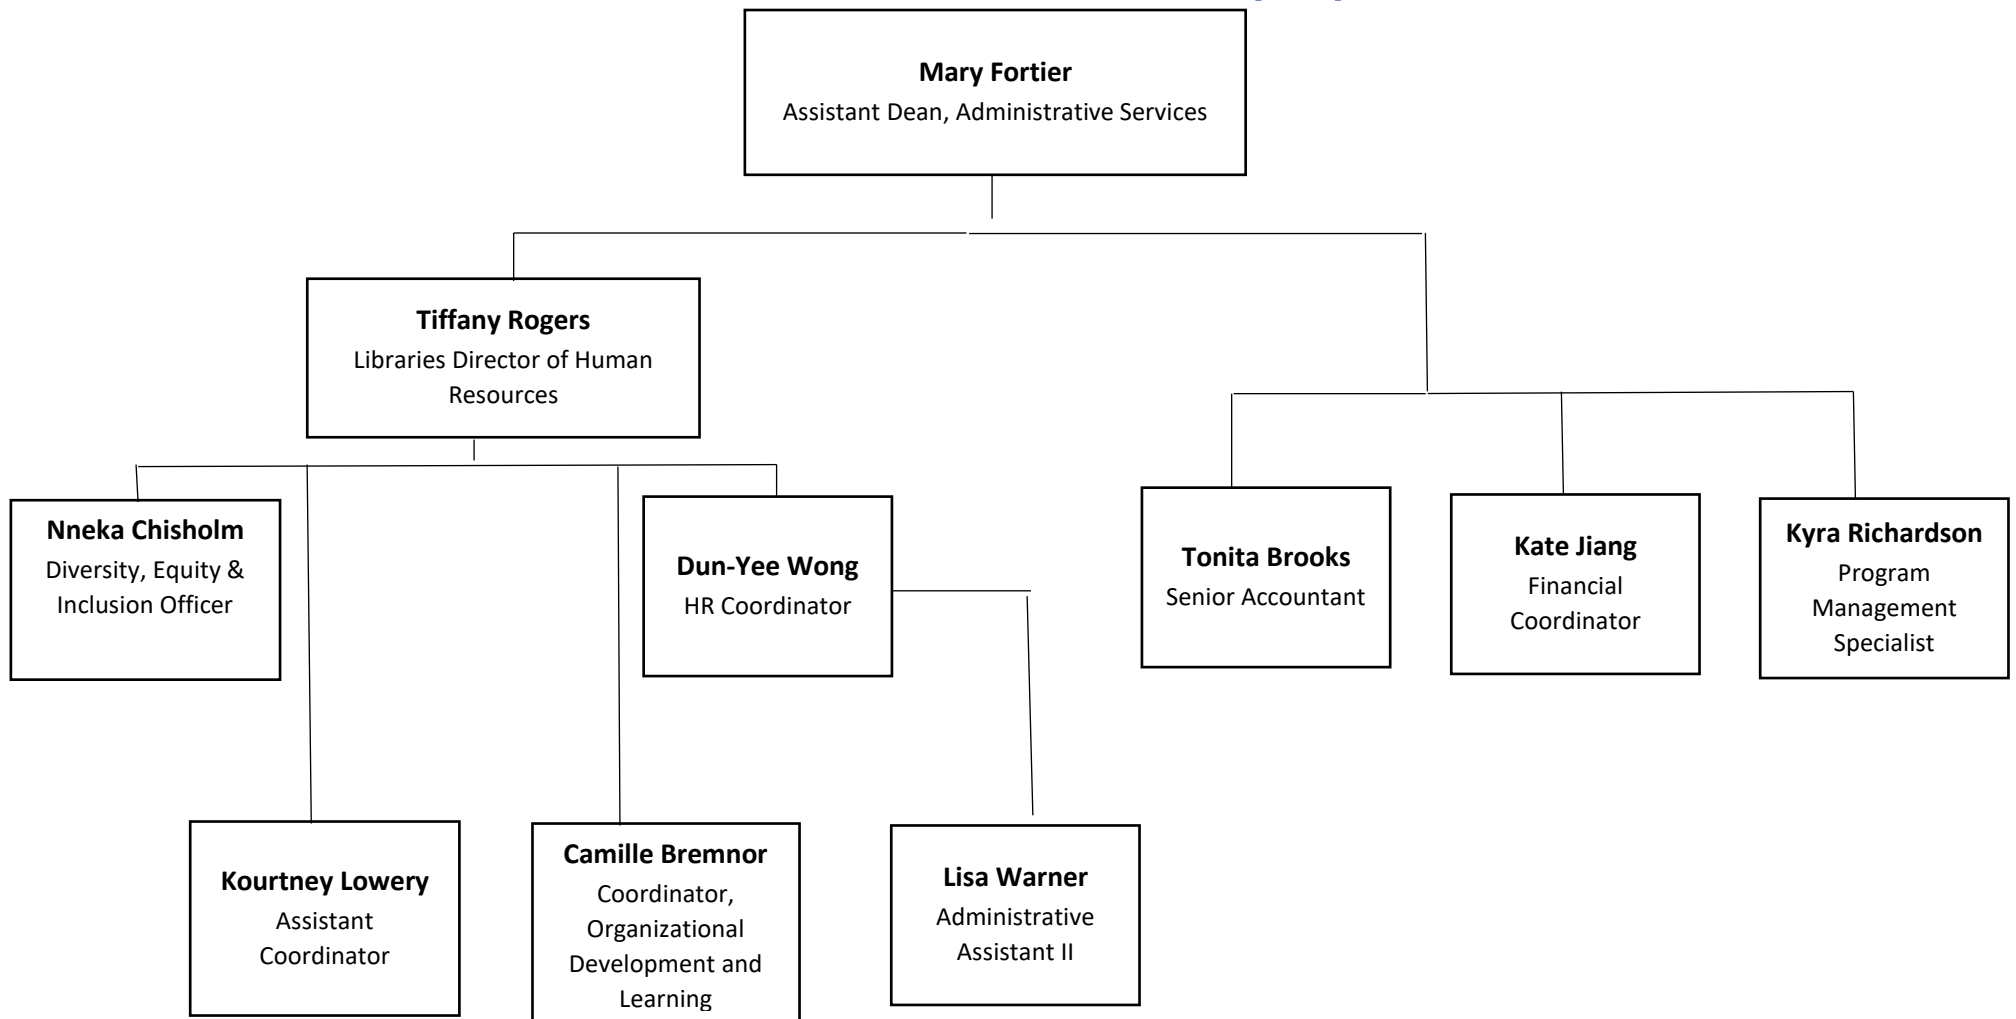 Mary Fortier
Assistant Dean, Administrative Services
Tiffany Rogers
Libraries Director of Human
Resources
Nneka Chisholm
Diversity, Equity &
Inclusion Officer
Dun-Yee Wong
HR Coordinator
Tonita Brooks
Senior Accountant
Kate Jiang
Financial
Coordinator
Kyra Richardson
Program
Management
Specialist
Kourtney Lowery
Assistant
Coordinator
Camille Bremnor
Coordinator,
Organizational
Development and
Learning
Lisa Warner
Administrative
Assistant II